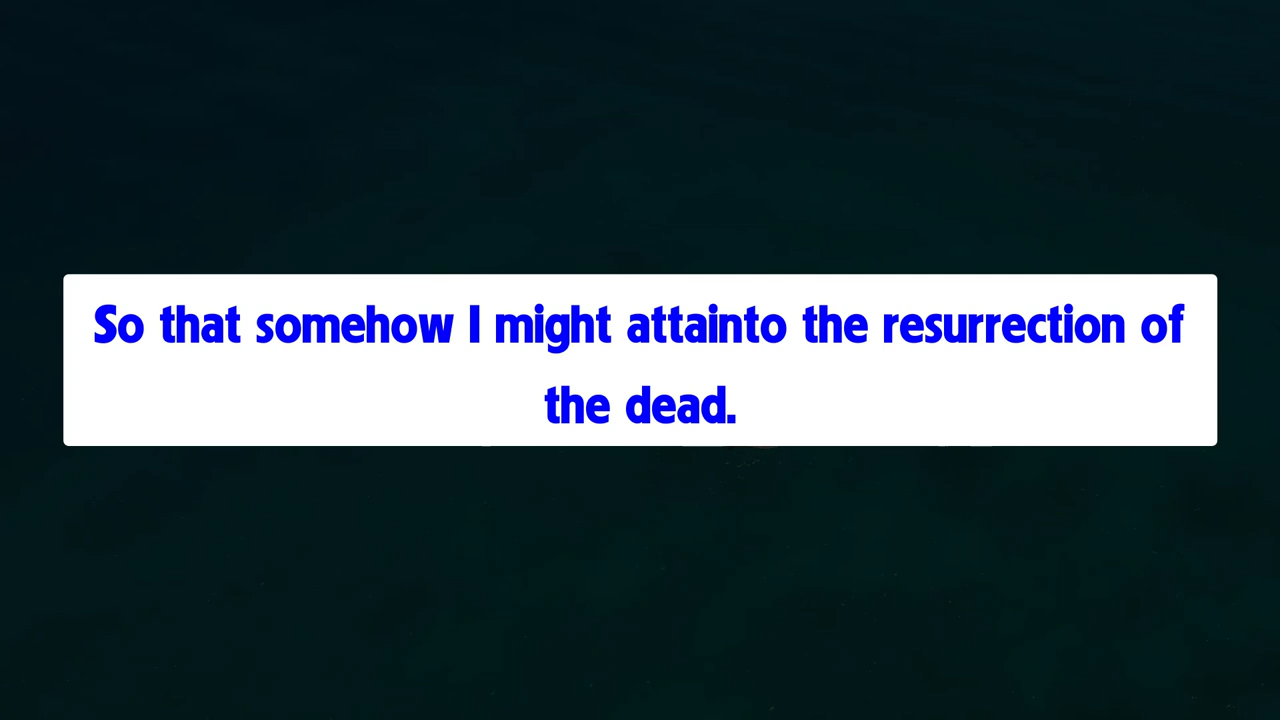 So that somehow I might attainto the resurrection of
the dead.